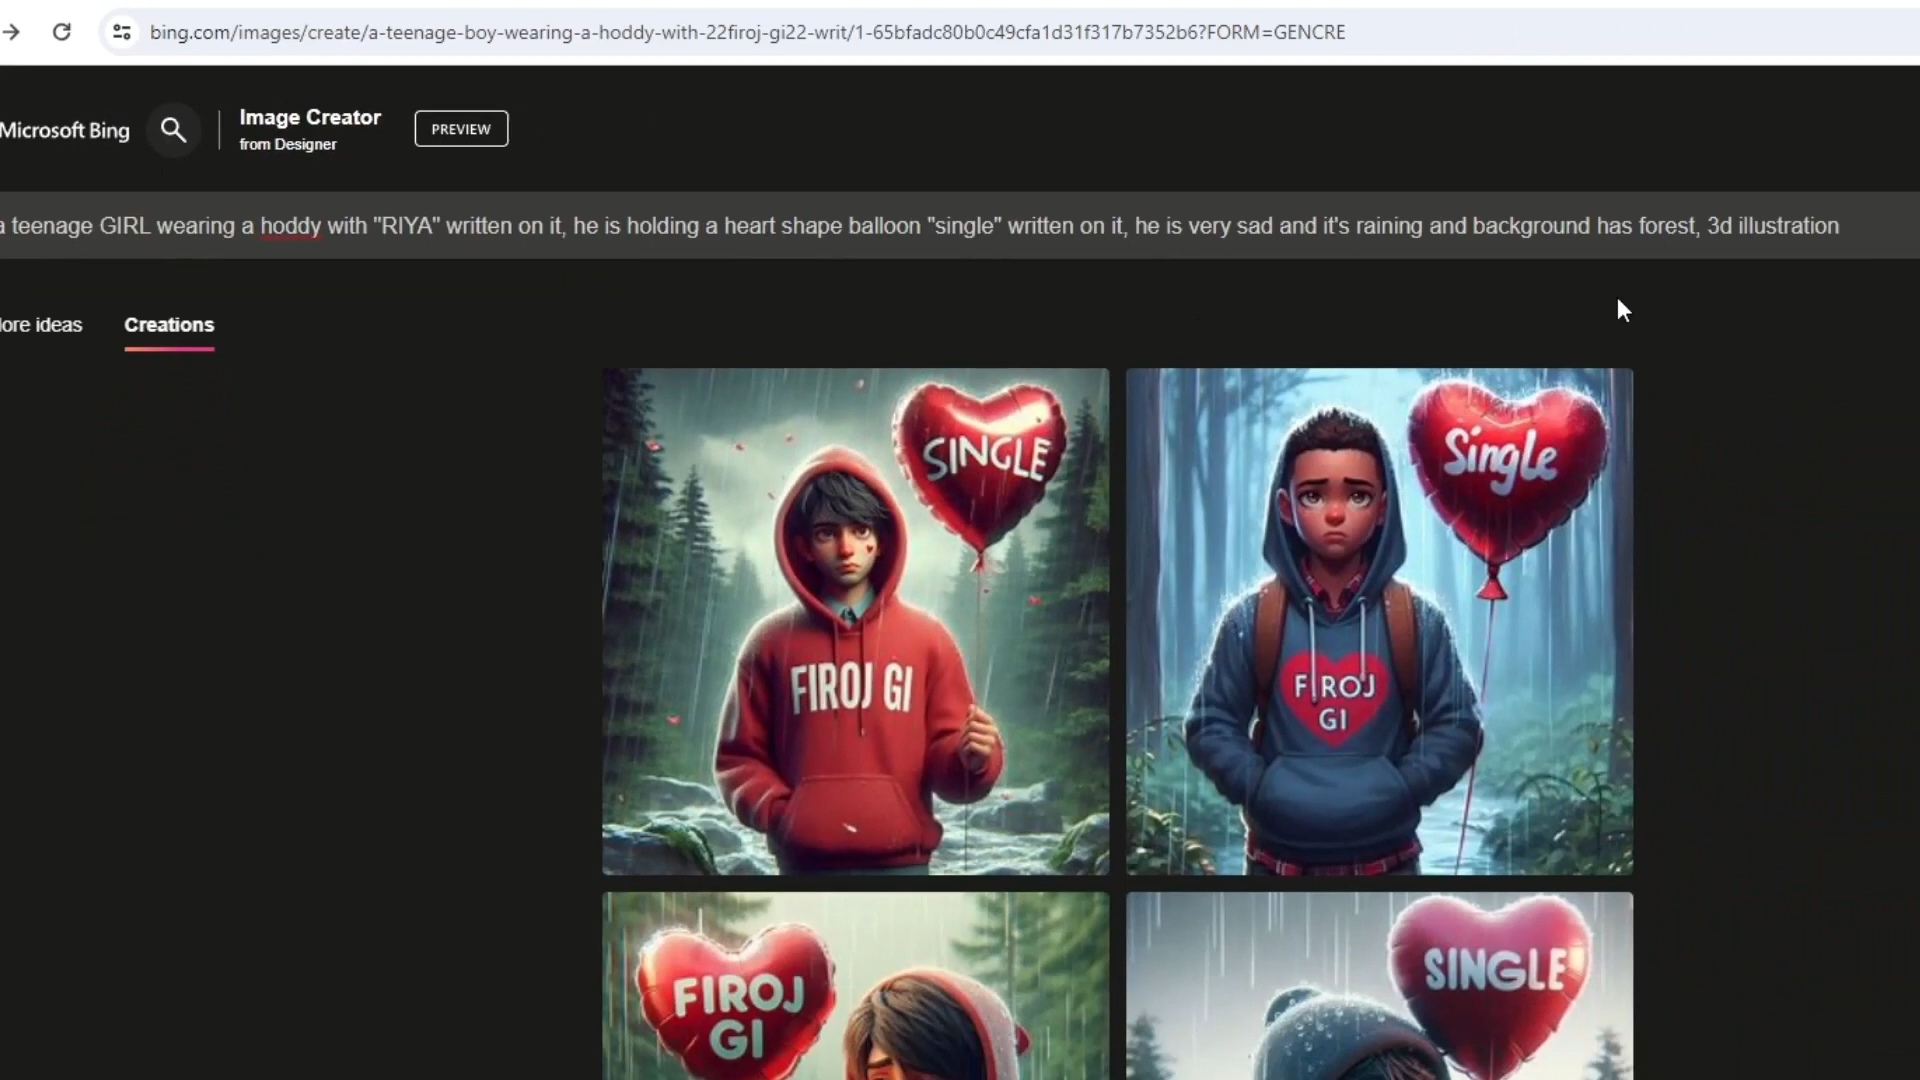 bing.com/images/create/a-teenage-boy-wearing-a-hoddy-with-22firoj-gi22-writ/1-65bfadc80b0c49cfa1d31f317b7352b6?FORM=GENCRE
Microsoft Bing
Image Creator
from Designer
PREVIEW
a teenage GIRL wearing a hoddy with "RIYA" written on it, he is holding a heart shape balloon "single" written on it, he is very sad and it's raining and background has forest, 3d illustration
ore ideas
Creations
SINGLE
FIROJ GI
Single
FIROJ
GI
FIROJ
GI
SINGLE